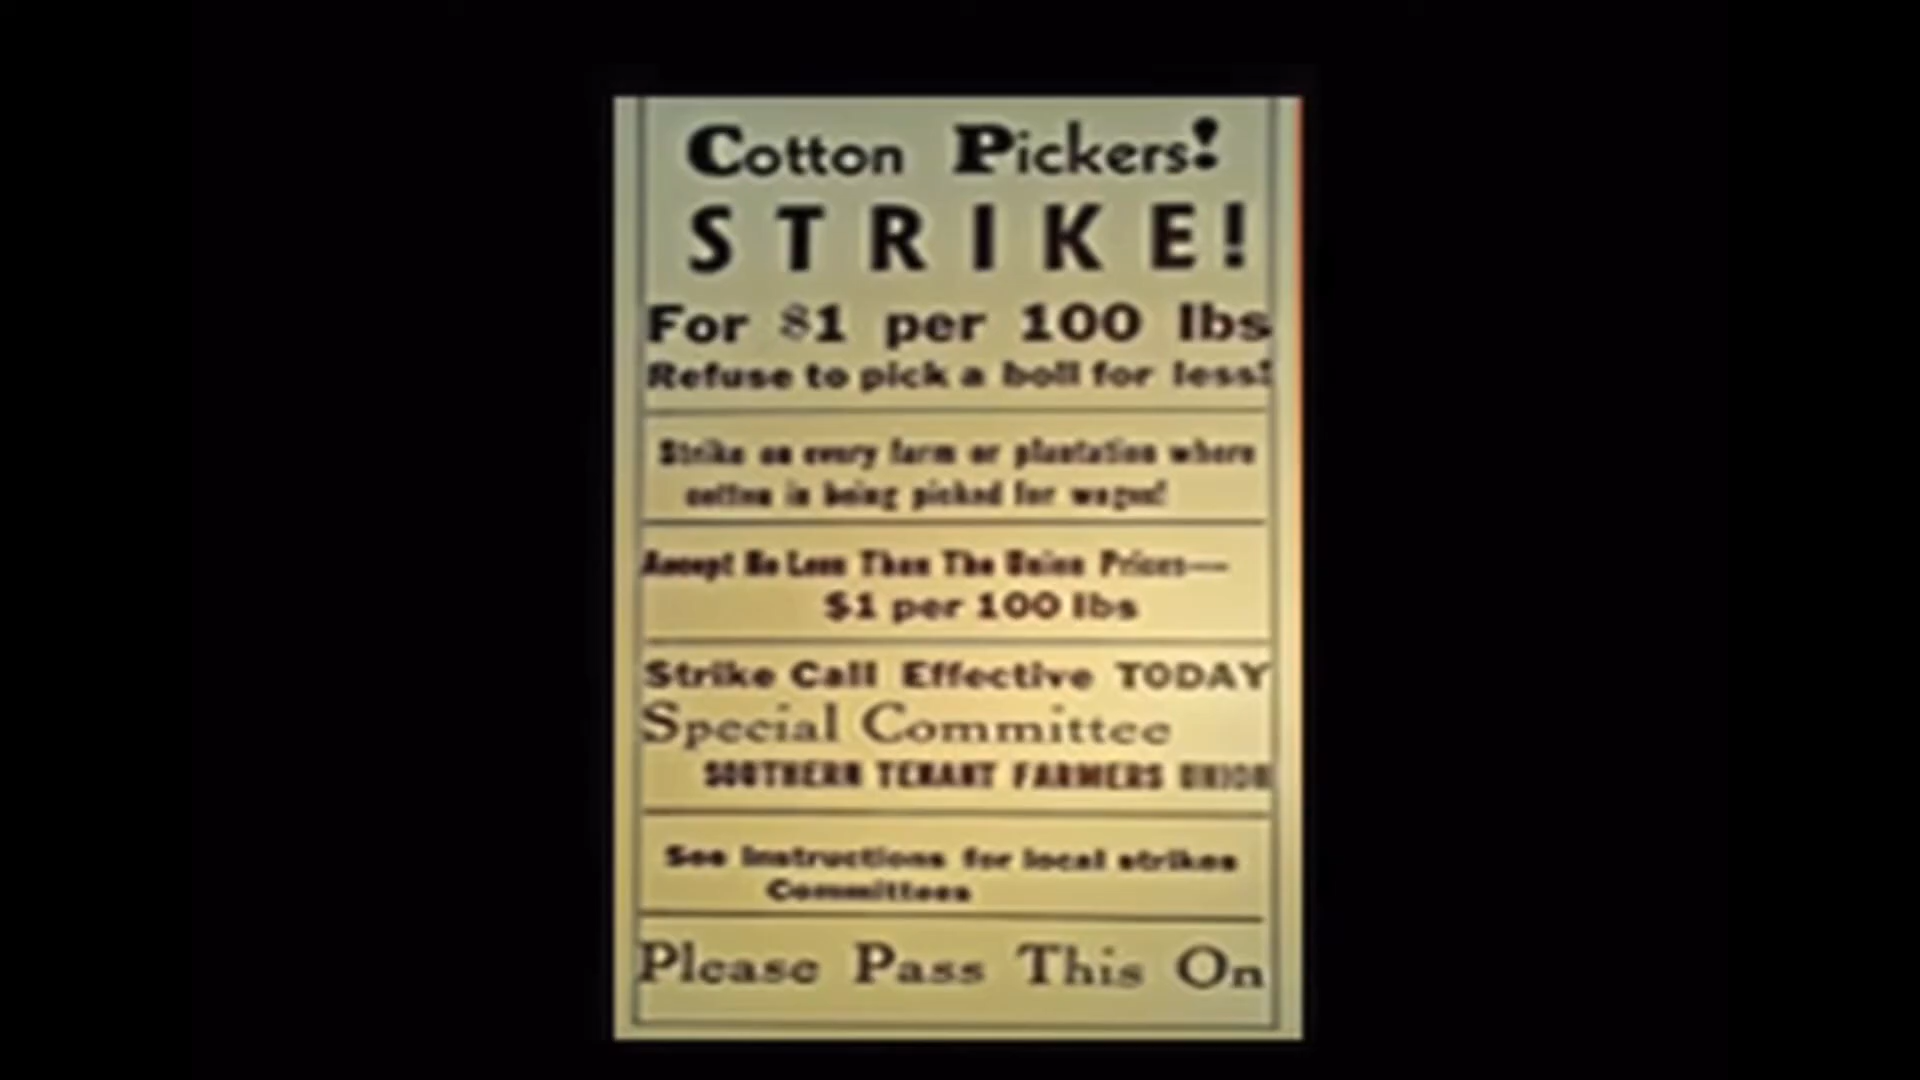 Cotton Pickers!
STRIKE!
For $1 per 100 lbs
Refuse to pick a boll for less!
Strike on every farm or plantation where
cotton is being picked for wages!
Accept No Less Than The Union Prices—
$1 per 100 lbs
Strike Call Effective TODAY
Special Committee
SOUTHERN TENANT FARMERS UNION
See Instructions for local strikes
Committees
Please Pass This On